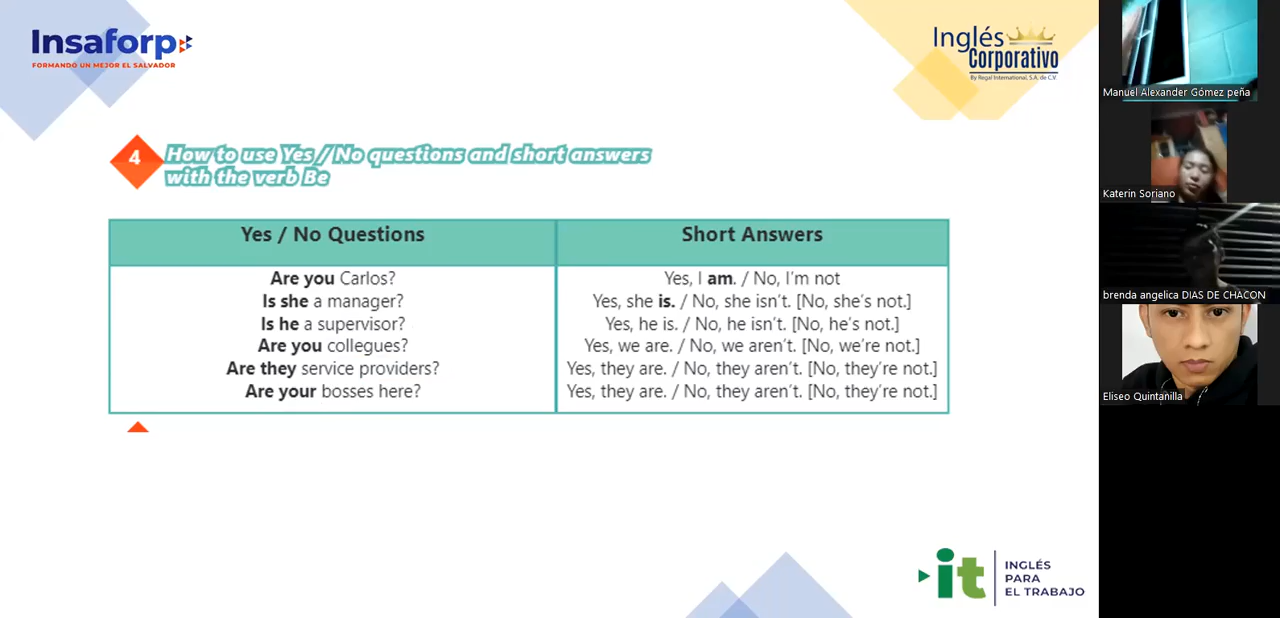 Insaforp
FORMANDO UN MEJOR EL SALVADOR
Inglés
Corporativo
By Regal International, S.A. de C.V.
4
How to use Yes / No questions and short answers
with the verb Be
Yes / No Questions
Short Answers
Are you Carlos?
Yes, I am. / No, I'm not
Is she a manager?
Yes, she is. / No, she isn't. [No, she's not.]
Is he a supervisor?
Yes, he is. / No, he isn't. [No, he's not.]
Are you collegues?
Yes, we are. / No, we aren't. [No, we're not.]
Are they service providers?
Yes, they are. / No, they aren't. [No, they're not.]
Are your bosses here?
Yes, they are. / No, they aren't. [No, they're not.]
it
INGLÉS
PARA
EL TRABAJO
Manuel Alexander Gómez peña
Katerin Soriano
brenda angelica DIAS DE CHACON
Eliseo Quintanilla